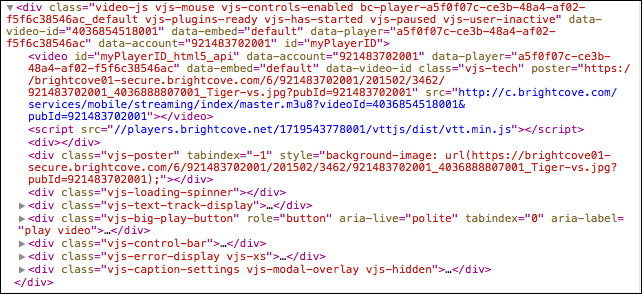 ▼<div class="video-js vjs-mouse vjs-controls-enabled bc-player-a5f0f07c-ce3b-48a4-af02-
f5f6c38546ac_default vjs-plugins-ready vjs-has-started vjs-paused vjs-user-inactive" data-
video-id="4036854518001" data-embed="default" data-player="a5f0f07c-ce3b-48a4-af02-
f5f6c38546ac" data-account="921483702001" id="myPlayerID">
<video id="myPlayerID_html5_api" data-account="921483702001" data-player="a5f0f07c-ce3b-
48a4-af02-f5f6c38546ac" data-embed="default" data-video-id class="vjs-tech" poster="https:/
/brightcove01-secure.brightcove.com/6/921483702001/201502/3462/
921483702001_4036888807001_Tiger-vs.jpg?pubId=921483702001" src="http://c.brightcove.com/
services/mobile/streaming/index/master.m3u8?videoId=4036854518001&
pubId=921483702001"></video>
<script src="//players.brightcove.net/1719543778001/vttjs/dist/vtt.min.js"></script>
<div></div>
<div class="vjs-poster" tabindex="-1" style="background-image: url(https://brightcove01-
secure.brightcove.com/6/921483702001/201502/3462/921483702001_4036888807001_Tiger-vs.jpg?
pubId=921483702001);"></div>
<div class="vjs-loading-spinner"></div>
▶<div class="vjs-text-track-display">…</div>
▶<div class="vjs-big-play-button" role="button" aria-live="polite" tabindex="0" aria-label=
"play video">…</div>
▶<div class="vjs-control-bar">…</div>
▶<div class="vjs-error-display vjs-xs">…</div>
▶<div class="vjs-caption-settings vjs-modal-overlay vjs-hidden">…</div>
</div>